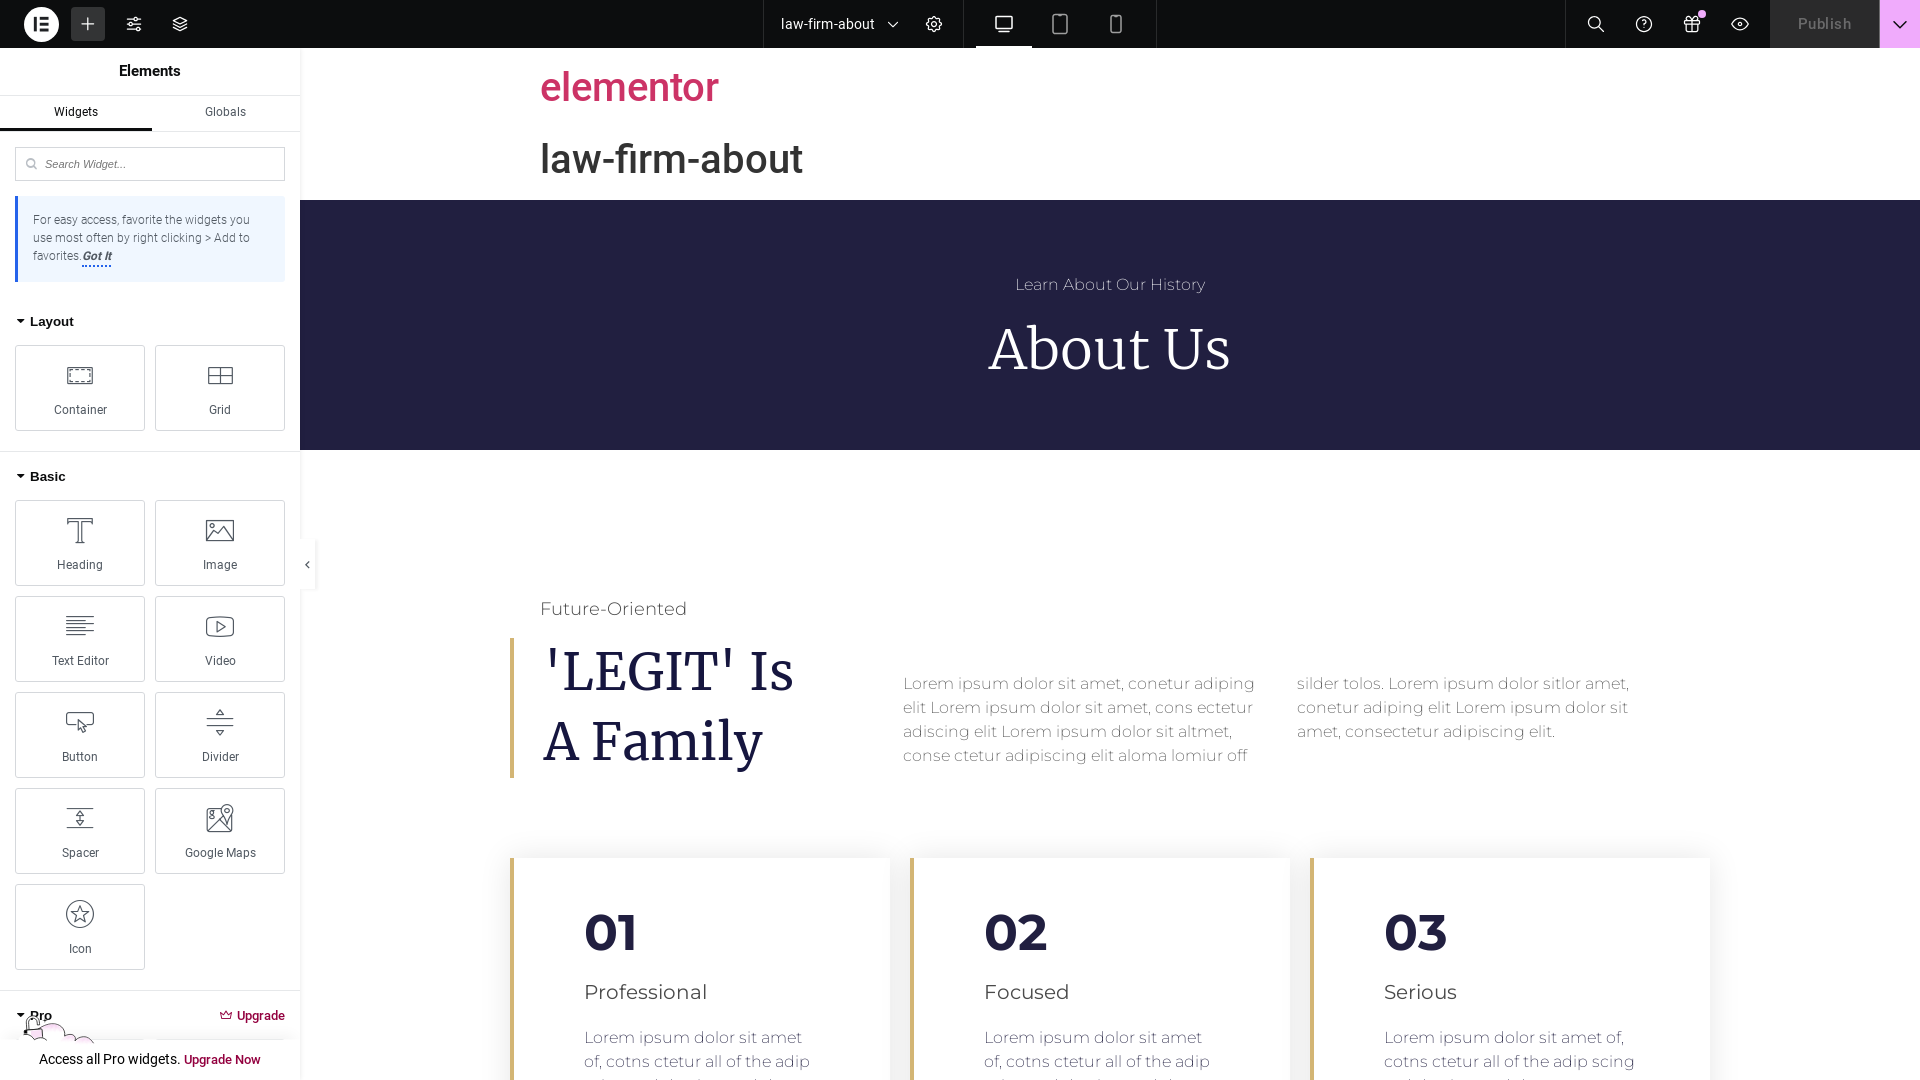 law-firm-about
Publish
Elements
Widgets
Globals
Search Widget...
For easy access, favorite the widgets you
use most often by right clicking > Add to
favorites. Got It
Layout
Container
Grid
Basic
Heading
Image
Text Editor
Video
Button
Divider
Spacer
Google Maps
Icon
Pro
Upgrade
Access all Pro widgets. Upgrade Now
elementor
law-firm-about
Learn About Our History
About Us
Future-Oriented
'LEGIT' Is
A Family
Lorem ipsum dolor sit amet, conetur adiping
elit Lorem ipsum dolor sit amet, cons ectetur
adiscing elit Lorem ipsum dolor sit altmet,
conse ctetur adipiscing elit aloma lomiur off
silder tolos. Lorem ipsum dolor sitlor amet,
conetur adiping elit Lorem ipsum dolor sit
amet, consectetur adipiscing elit.
01
Professional
Lorem ipsum dolor sit amet
of, cotns ctetur all of the adip
02
Focused
Lorem ipsum dolor sit amet
of, cotns ctetur all of the adip
03
Serious
Lorem ipsum dolor sit amet of,
cotns ctetur all of the adip scing